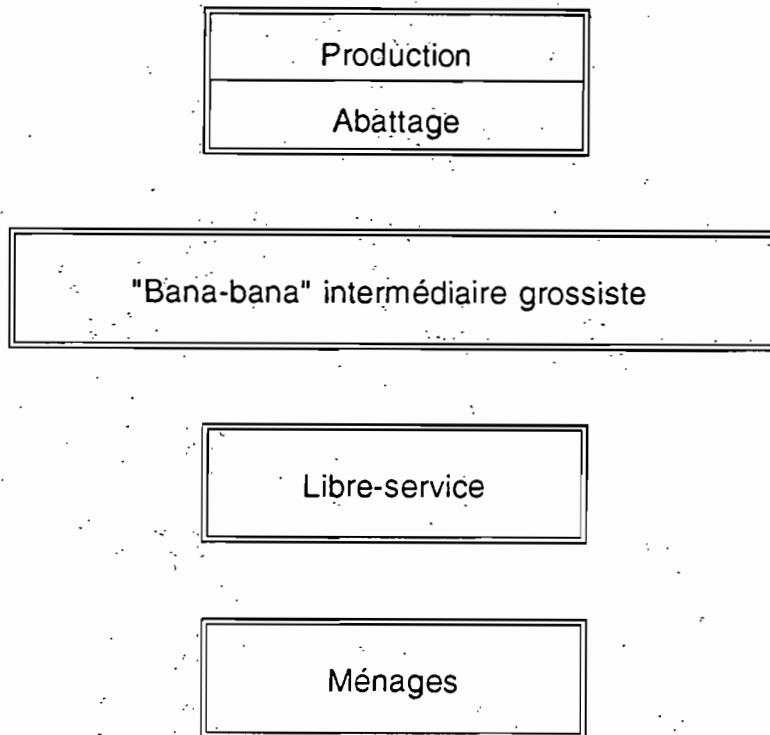 Production
Abattage
"Bana-bana" intermédiaire grossiste
Libre-service
Ménages